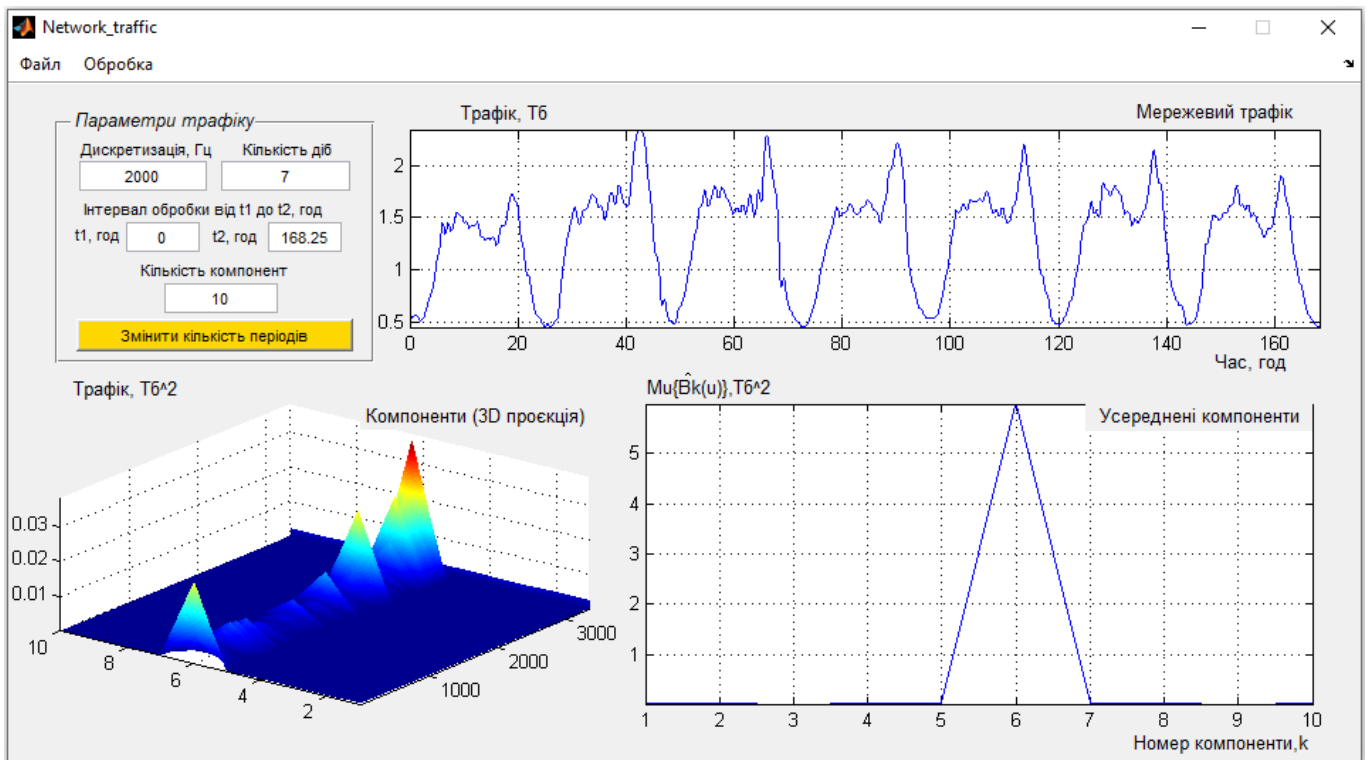 Network_traffic
Файл Обробка
Параметри трафіку
Дискретизація, Гц Кількість діб
2000 7
Інтервал обробки від t1 до t2, год
t1, год 0 t2, год 168.25
Кількість компонент
10
Змінити кількість періодів
Трафік, Тб Мережевий трафік
2
1.5
1
0.5
0 20 40 60 80 100 120 140 160
Час, год
Трафік, Тб^2
Компоненти (3D проєкція)
0.03
0.02
0.01
10 8 6 4 2
1000 2000 3000
Mu{B̂k(u)},Тб^2
Усереднені компоненти
5
4
3
2
1
1 2 3 4 5 6 7 8 9 10
Номер компоненти,k